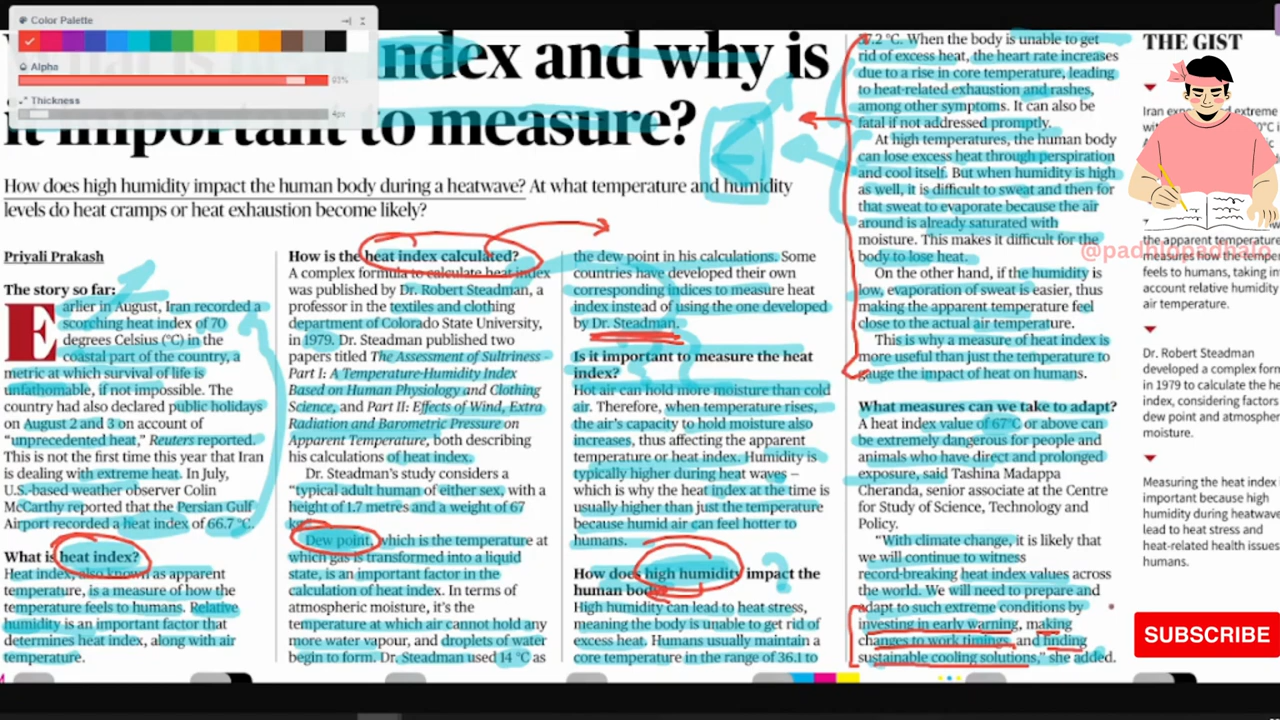 Color Palette
Alpha
93%
Thickness
4px
index and why is
it important to measure?
How does high humidity impact the human body during a heatwave? At what temperature and humidity
levels do heat cramps or heat exhaustion become likely?
Priyali Prakash
The story so far:
Earlier in August, Iran recorded a
scorching heat index of 70
degrees Celsius (°C) in the
coastal part of the country, a
metric at which survival of life is
unfathomable, if not impossible. The
country had also declared public holidays
on August 2 and 3 on account of
“unprecedented heat,” Reuters reported.
This is not the first time this year that Iran
is dealing with extreme heat. In July,
U.S.-based weather observer Colin
McCarthy reported that the Persian Gulf
Airport recorded a heat index of 66.7 °C.
What is heat index?
Heat index, also known as apparent
temperature, is a measure of how the
temperature feels to humans. Relative
humidity is an important factor that
determines heat index, along with air
temperature.
How is the heat index calculated?
A complex formula to calculate heat index
was published by Dr. Robert Steadman, a
professor in the textiles and clothing
department of Colorado State University,
in 1979. Dr. Steadman published two
papers titled The Assessment of Sultriness -
Part I: A Temperature-Humidity Index
Based on Human Physiology and Clothing
Science, and Part II: Effects of Wind, Extra
Radiation and Barometric Pressure on
Apparent Temperature, both describing
his calculations of heat index.
Dr. Steadman's study considers a
“typical adult human of either sex, with a
height of 1.7 metres and a weight of 67
Dew point, which is the temperature at
which gas is transformed into a liquid
state, is an important factor in the
calculation of heat index. In terms of
atmospheric moisture, it's the
temperature at which air cannot hold any
more water vapour, and droplets of water
begin to form. Dr. Steadman used 14 °C as
the dew point in his calculations. Some
countries have developed their own
corresponding indices to measure heat
index instead of using the one developed
by Dr. Steadman.
Is it important to measure the heat
index?
Hot air can hold more moisture than cold
air. Therefore, when temperature rises,
the air's capacity to hold moisture also
increases, thus affecting the apparent
temperature or heat index. Humidity is
typically higher during heat waves –
which is why the heat index at the time is
usually higher than just the temperature
because humid air can feel hotter to
humans.
How does high humidity impact the
human body?
High humidity can lead to heat stress,
meaning the body is unable to get rid of
excess heat. Humans usually maintain a
core temperature in the range of 36.1 to
37.2 °C. When the body is unable to get
rid of excess heat, the heart rate increases
due to a rise in core temperature, leading
to heat-related exhaustion and rashes,
among other symptoms. It can also be
fatal if not addressed promptly.
At high temperatures, the human body
can lose excess heat through perspiration
and cool itself. But when humidity is high
as well, it is difficult to sweat and then for
that sweat to evaporate because the air
around is already saturated with
moisture. This makes it difficult for the
body to lose heat.
On the other hand, if the humidity is
low, evaporation of sweat is easier, thus
making the apparent temperature feel
close to the actual air temperature.
This is why a measure of heat index is
more useful than just the temperature to
gauge the impact of heat on humans.
What measures can we take to adapt?
A heat index value of 67°C or above can
be extremely dangerous for people and
animals who have direct and prolonged
exposure, said Tashina Madappa
Cheranda, senior associate at the Centre
for Study of Science, Technology and
Policy.
“With climate change, it is likely that
we will continue to witness
record-breaking heat index values across
the world. We will need to prepare and
adapt to such extreme conditions by
investing in early warning, making
changes to work timings, and finding
sustainable cooling solutions,” she added.
THE GIST
Iran extreme
the apparent temperature
measures how the temper
feels to humans, taking in
account relative humidity
air temperature.
Dr. Robert Steadman
developed a complex form
in 1979 to calculate the he
index, considering factors
dew point and atmospher
moisture.
Measuring the heat index i
important because high
humidity during heatwave
lead to heat stress and
heat-related health issues
humans.
SUBSCRIBE